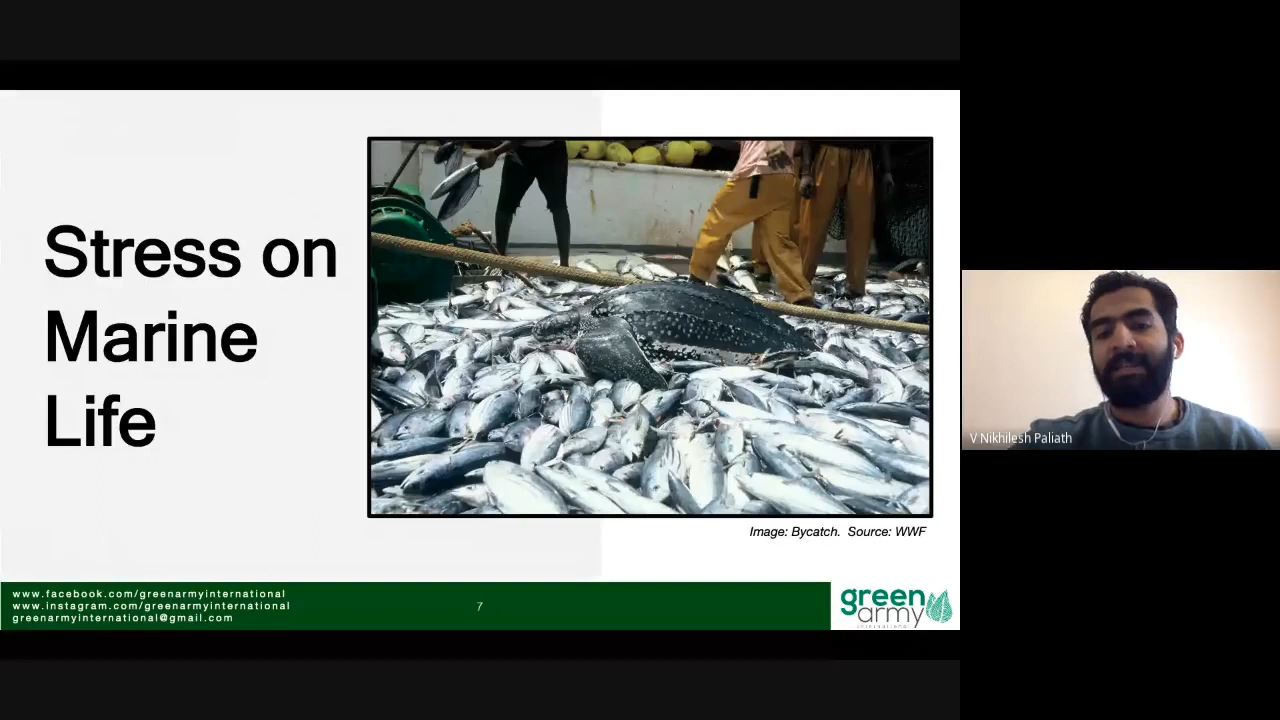 Stress on
Marine
Life
Image: Bycatch.  Source: WWF
www.facebook.com/greenarmyinternational
www.instagram.com/greenarmyinternational
greenarmyinternational@gmail.com
7
green
army
international
V Nikhilesh Paliath